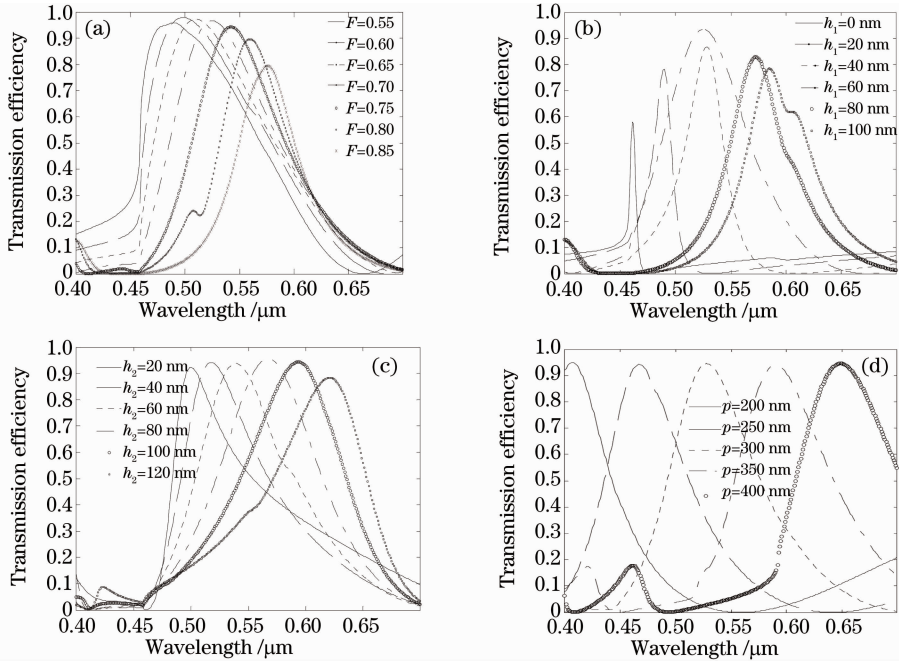 (a)
Transmission efficiency
1.0
0.9
0.8
0.7
0.6
0.5
0.4
0.3
0.2
0.1
0
F=0.55
F=0.60
F=0.65
F=0.70
F=0.75
F=0.80
F=0.85
0.40 0.45 0.50 0.55 0.60 0.65
Wavelength /μm
(b)
Transmission efficiency
1.0
0.9
0.8
0.7
0.6
0.5
0.4
0.3
0.2
0.1
0
h1=0 nm
h1=20 nm
h1=40 nm
h1=60 nm
h1=80 nm
h1=100 nm
0.40 0.45 0.50 0.55 0.60 0.65
Wavelength /μm
(c)
Transmission efficiency
1.0
0.9
0.8
0.7
0.6
0.5
0.4
0.3
0.2
0.1
0
h2=20 nm
h2=40 nm
h2=60 nm
h2=80 nm
h2=100 nm
h2=120 nm
0.40 0.45 0.50 0.55 0.60 0.65
Wavelength /μm
(d)
Transmission efficiency
1.0
0.9
0.8
0.7
0.6
0.5
0.4
0.3
0.2
0.1
0
p=200 nm
p=250 nm
p=300 nm
p=350 nm
p=400 nm
0.40 0.45 0.50 0.55 0.60 0.65
Wavelength /μm